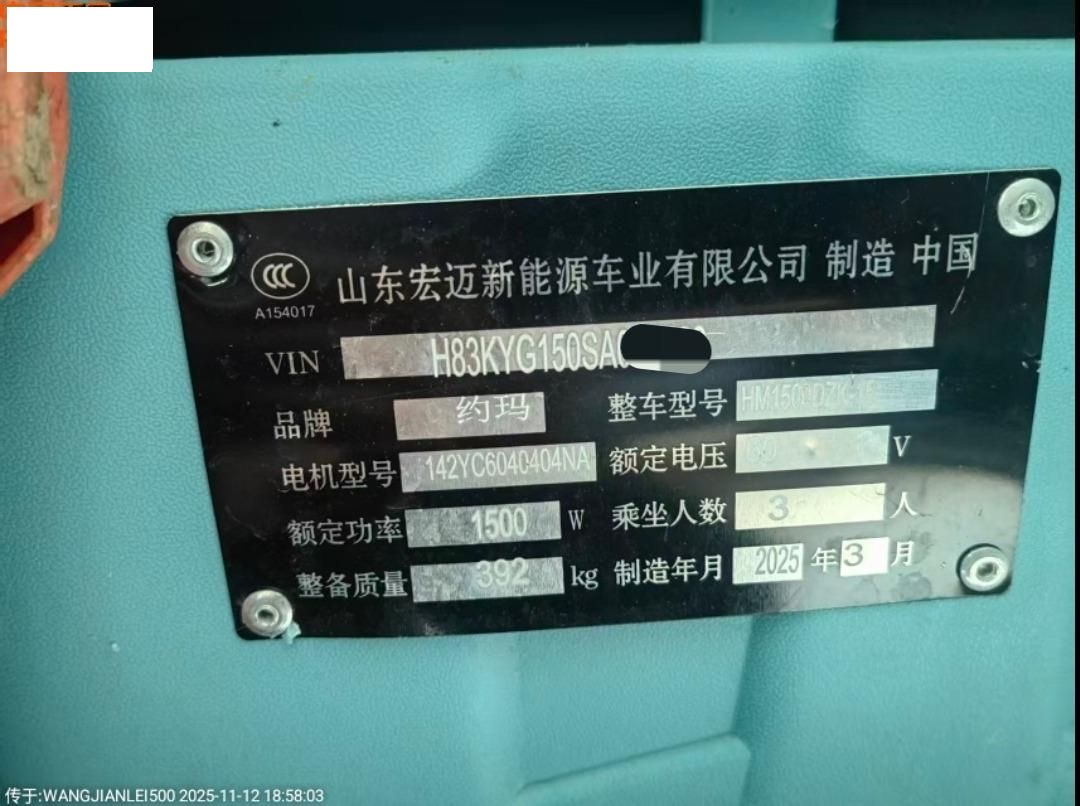 CCC
A154017
山东宏迈新能源车业有限公司 制造 中国
VIN H83KYG150SA
品牌 约玛 整车型号
电机型号 142YC6040404NA 额定电压 60 V
额定功率 1500 W 乘坐人数 3 人
整备质量 392 kg 制造年月 2025 年 3 月
传于:WANGJIANLEI500 2025-11-12 18:58:03